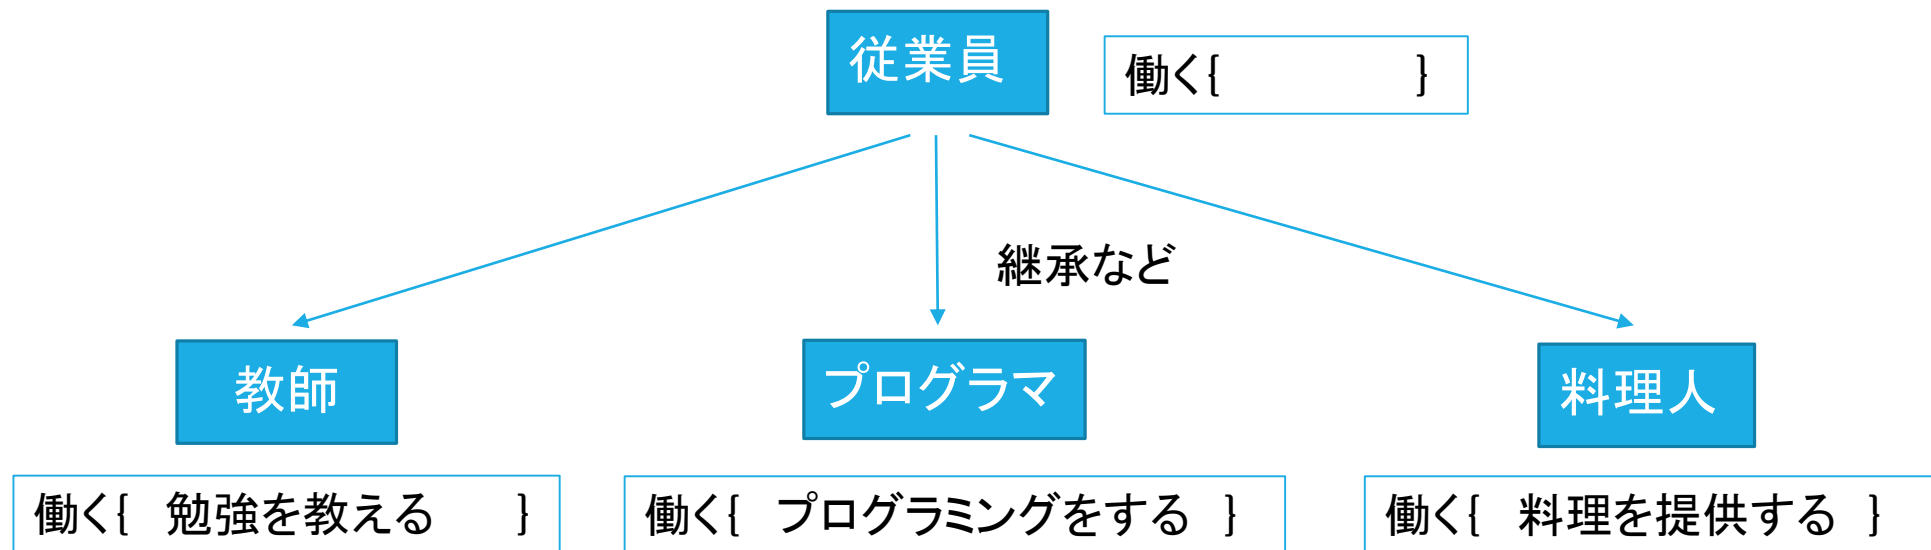 従業員
働く{ }
継承など
教師
プログラマ
料理人
働く{ 勉強を教える }
働く{ プログラミングをする }
働く{ 料理を提供する }